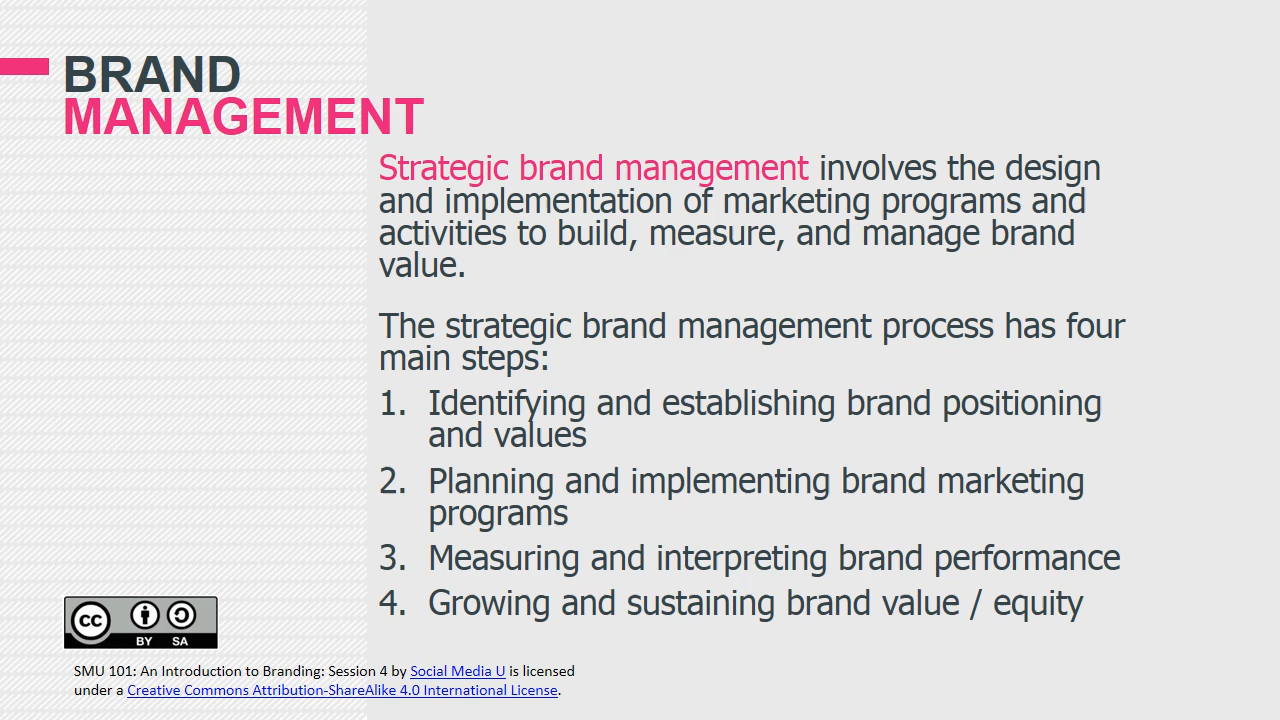 BRAND
MANAGEMENT
Strategic brand management involves the design
and implementation of marketing programs and
activities to build, measure, and manage brand
value.
The strategic brand management process has four
main steps:
1. Identifying and establishing brand positioning
and values
2. Planning and implementing brand marketing
programs
3. Measuring and interpreting brand performance
4. Growing and sustaining brand value / equity
cc
BY SA
SMU 101: An Introduction to Branding: Session 4 by Social Media U is licensed
under a Creative Commons Attribution-ShareAlike 4.0 International License.